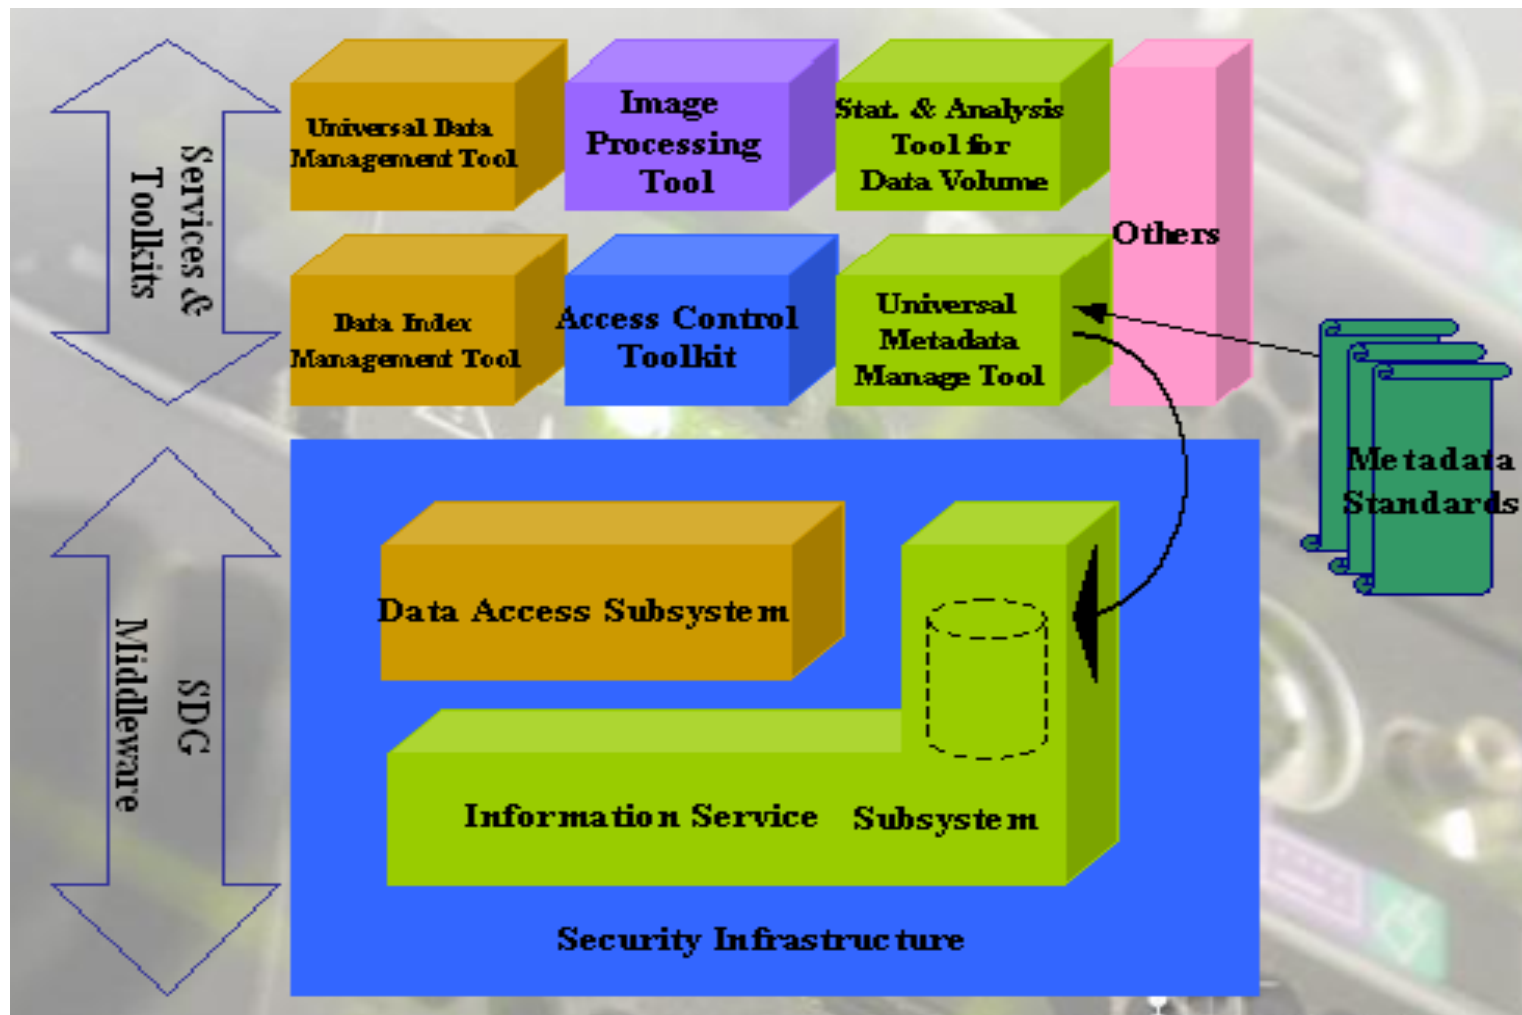 Services &
Toolkits
Universal Data
Management Tool
Image
Processing
Tool
Stat. & Analysis
Tool for
Data Volume
Others
Data Index
Management Tool
Access Control
Toolkit
Universal
Metadata
Manage Tool
Metadata
Standards
SDG
Middleware
Data Access Subsystem
Information Service Subsystem
Security Infrastructure